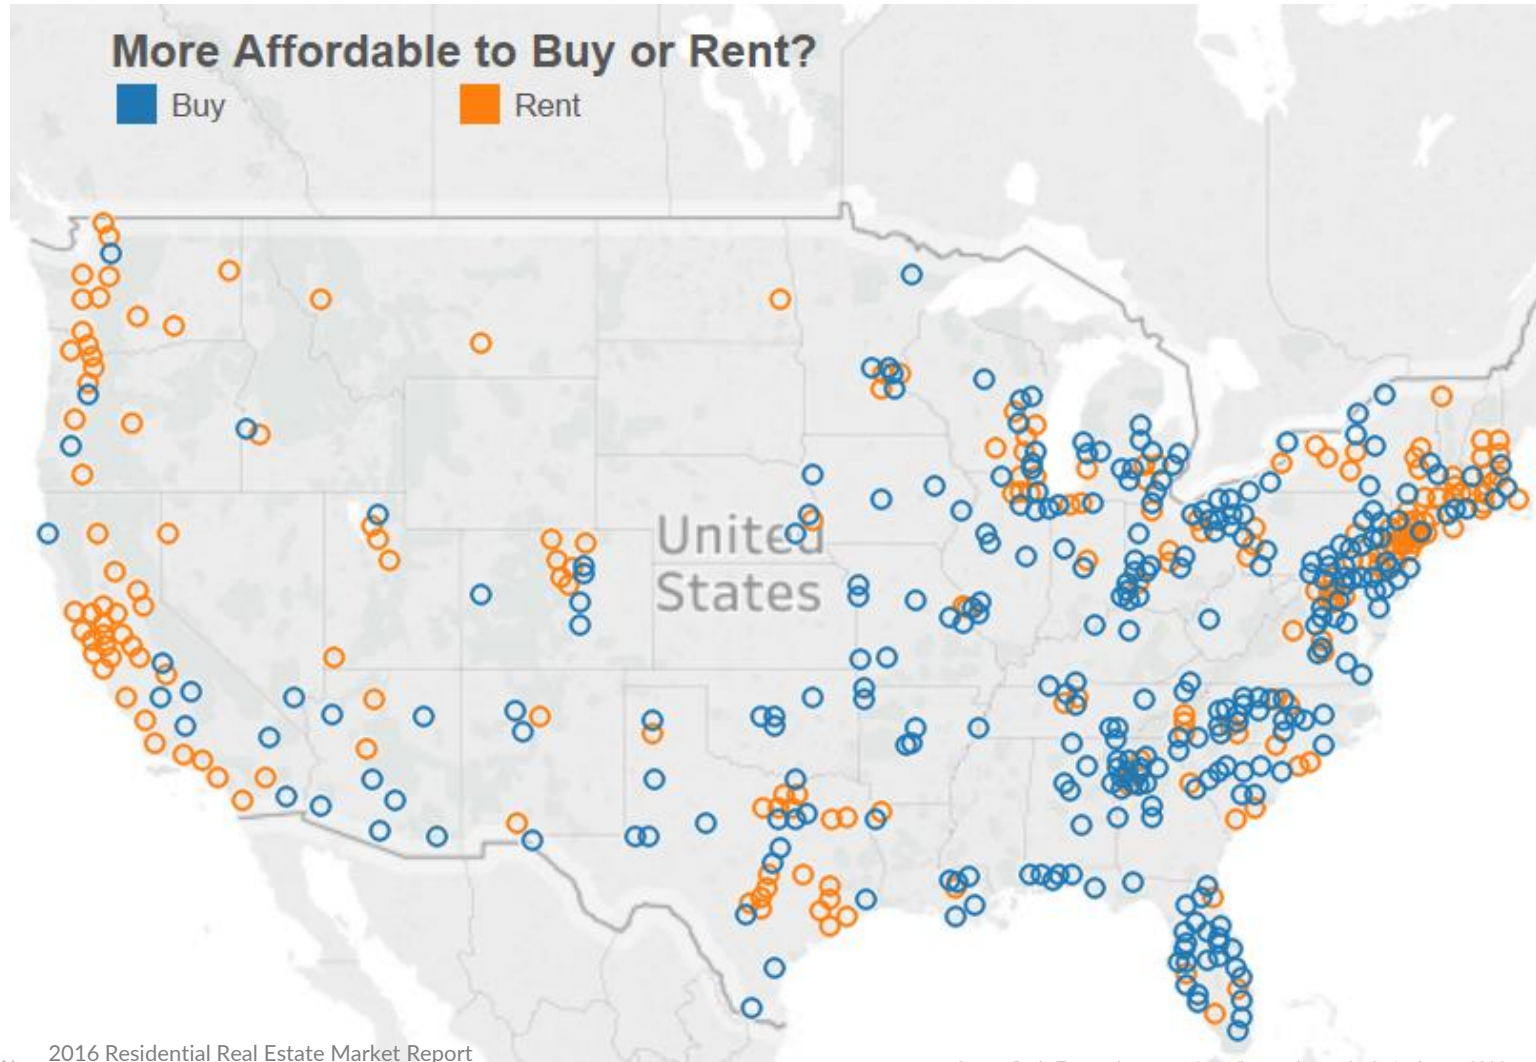 More Affordable to Buy or Rent?
Buy Rent
United
States
2016 Residential Real Estate Market Report